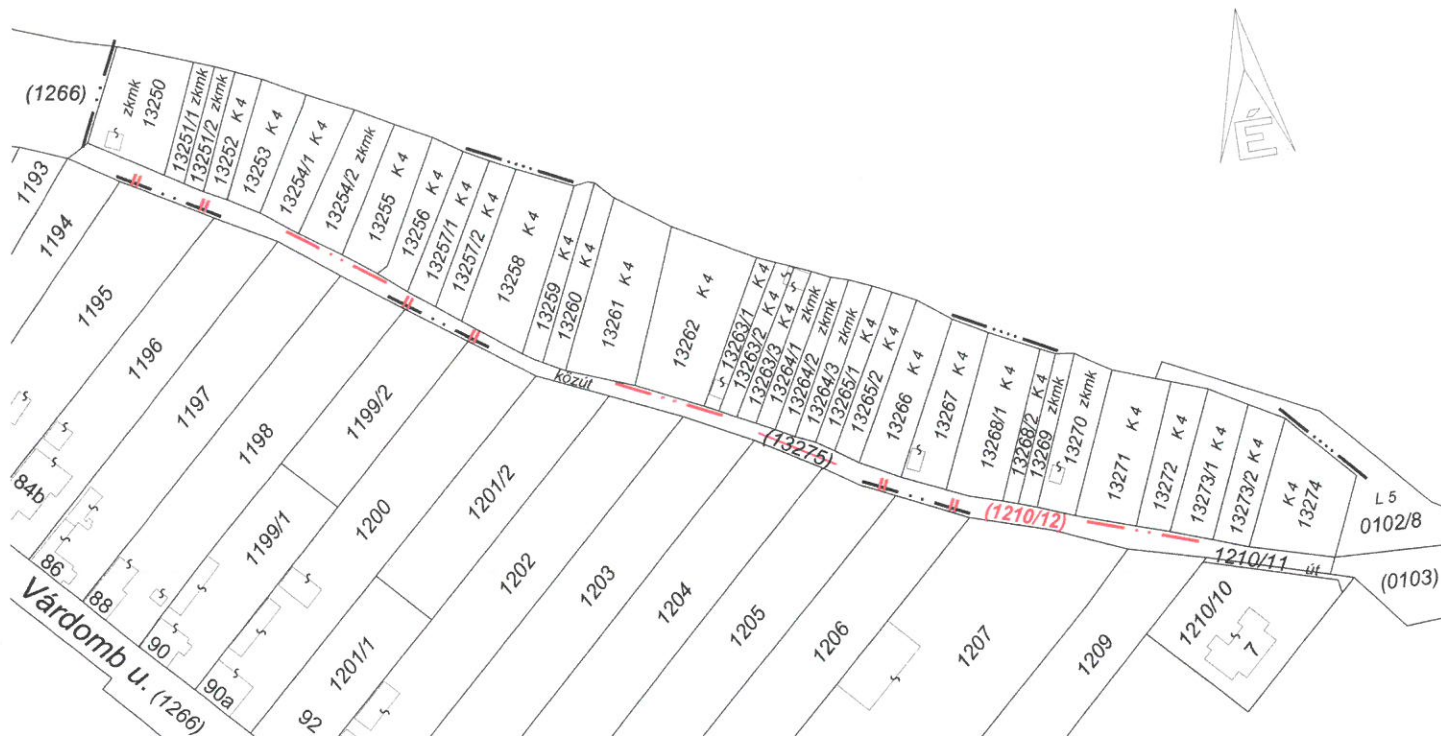 É
(1266)
zkmk
13250
13251/1 zkmk
13251/2 zkmk
13252 K 4
13253 K 4
13254/1 K 4
13254/2 zkmk
13255 K 4
13256 K 4
13257/1 K 4
13257/2 K 4
13258 K 4
13259 K 4
13260 K 4
13261 K 4
13262 K 4
13263/1 K 4
13263/2 K 4
13263/3 K 4
13264/1 zkmk
13264/2 zkmk
13264/3 zkmk
13265/1 K 4
13265/2 K 4
13266 K 4
13267 K 4
13268/1 K 4
13268/2 K 4
13269 zkmk
13270 zkmk
13271 K 4
13272 K 4
13273/1 K 4
13273/2 K 4
K 4
13274
L 5
0102/8
(0103)
közút
(13275)
(1210/12)
1210/11 út
1193
1194
1195
1196
1197
1198
1199/2
1199/1
1200
1201/2
1201/1
1202
1203
1204
1205
1206
1207
1209
1210/10
7
84b
86
88
90
90a
92
Várdomb u. (1266)